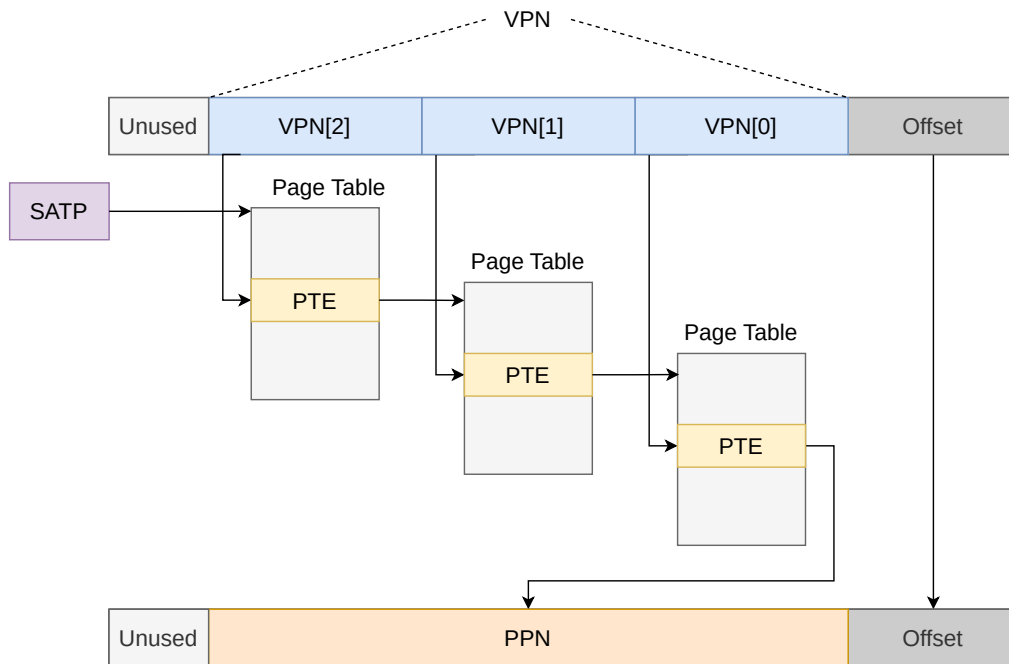 VPN
Unused VPN[2] VPN[1] VPN[0] Offset
Page Table
SATP
Page Table
PTE
Page Table
PTE
PTE
Unused PPN Offset